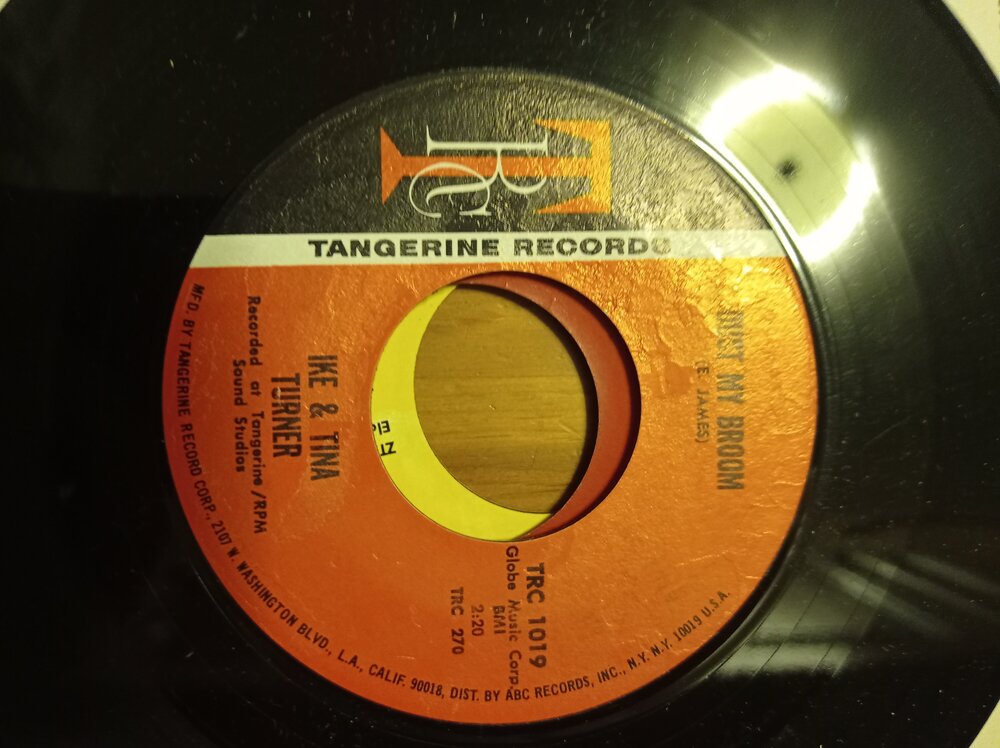 TRC
TANGERINE RECORDS
DUST MY BROOM
(E. JAMES)
TRC 1019
Globe Music Corp.
BMI
2:20
TRC 270
IKE & TINA
TURNER
Recorded at Tangerine/RPM
Sound Studios
MFD. BY TANGERINE RECORD CORP., 2107 W. WASHINGTON BLVD., L.A., CALIF. 90018, DIST. BY ABC RECORDS, INC., N.Y. N.Y. 10019 U.S.A.